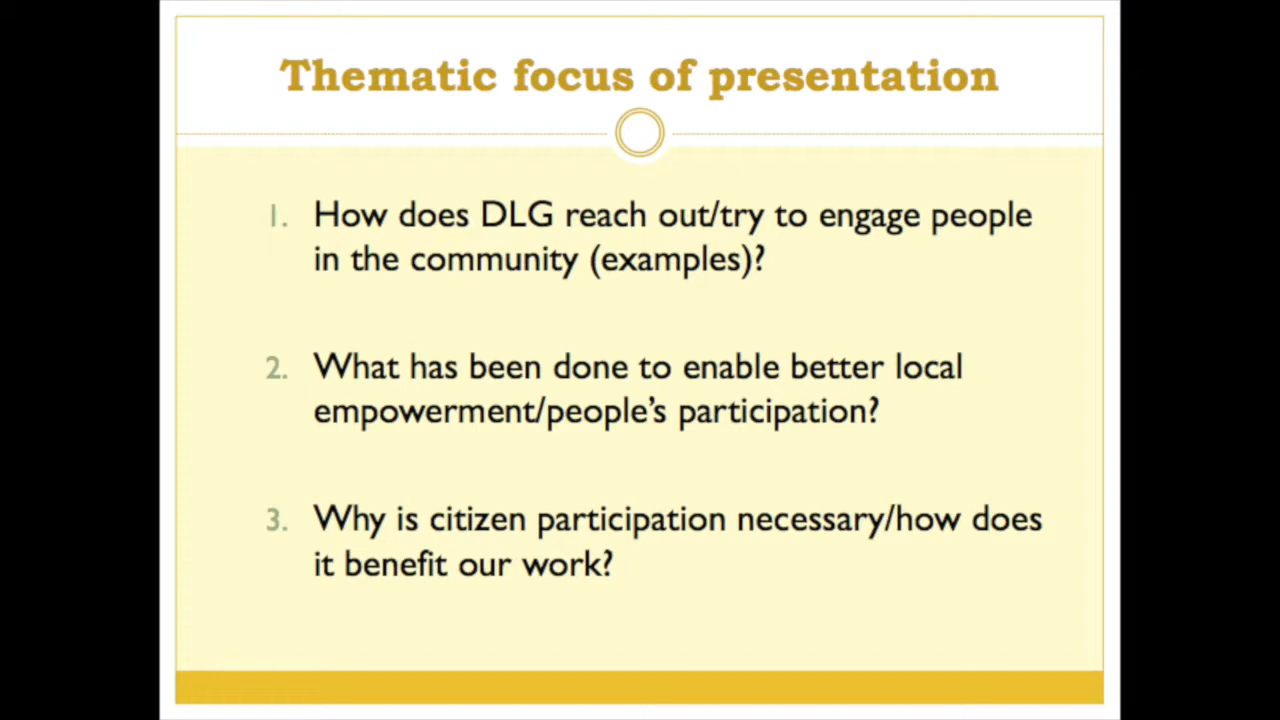 Thematic focus of presentation
1. How does DLG reach out/try to engage people
in the community (examples)?
2. What has been done to enable better local
empowerment/people’s participation?
3. Why is citizen participation necessary/how does
it benefit our work?